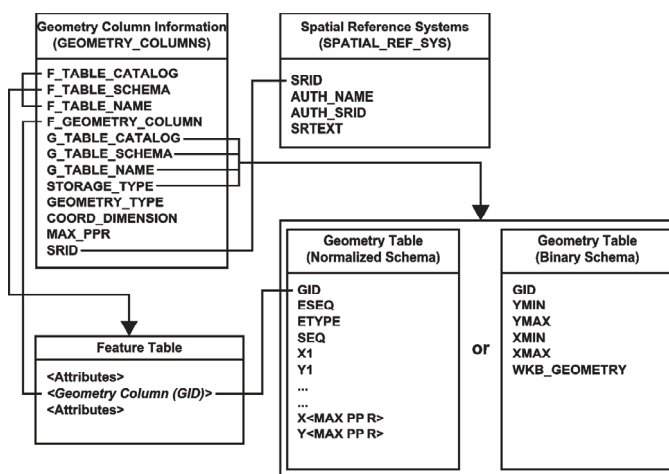 Geometry Column Information
(GEOMETRY_COLUMNS)
F_TABLE_CATALOG
F_TABLE_SCHEMA
F_TABLE_NAME
F_GEOMETRY_COLUMN
G_TABLE_CATALOG
G_TABLE_SCHEMA
G_TABLE_NAME
STORAGE_TYPE
GEOMETRY_TYPE
COORD_DIMENSION
MAX_PPR
SRID
Spatial Reference Systems
(SPATIAL_REF_SYS)
SRID
AUTH_NAME
AUTH_SRID
SRTEXT
Feature Table
<Attributes>
<Geometry Column (GID)>
<Attributes>
Geometry Table
(Normalized Schema)
GID
ESEQ
ETYPE
SEQ
X1
Y1
...
...
X<MAX PP R>
Y<MAX PP R>
or
Geometry Table
(Binary Schema)
GID
YMIN
YMAX
XMIN
XMAX
WKB_GEOMETRY